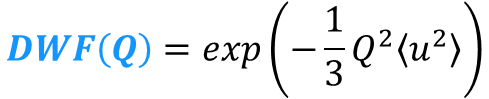 DWF(Q) = exp(−1/3 Q²⟨u²⟩)